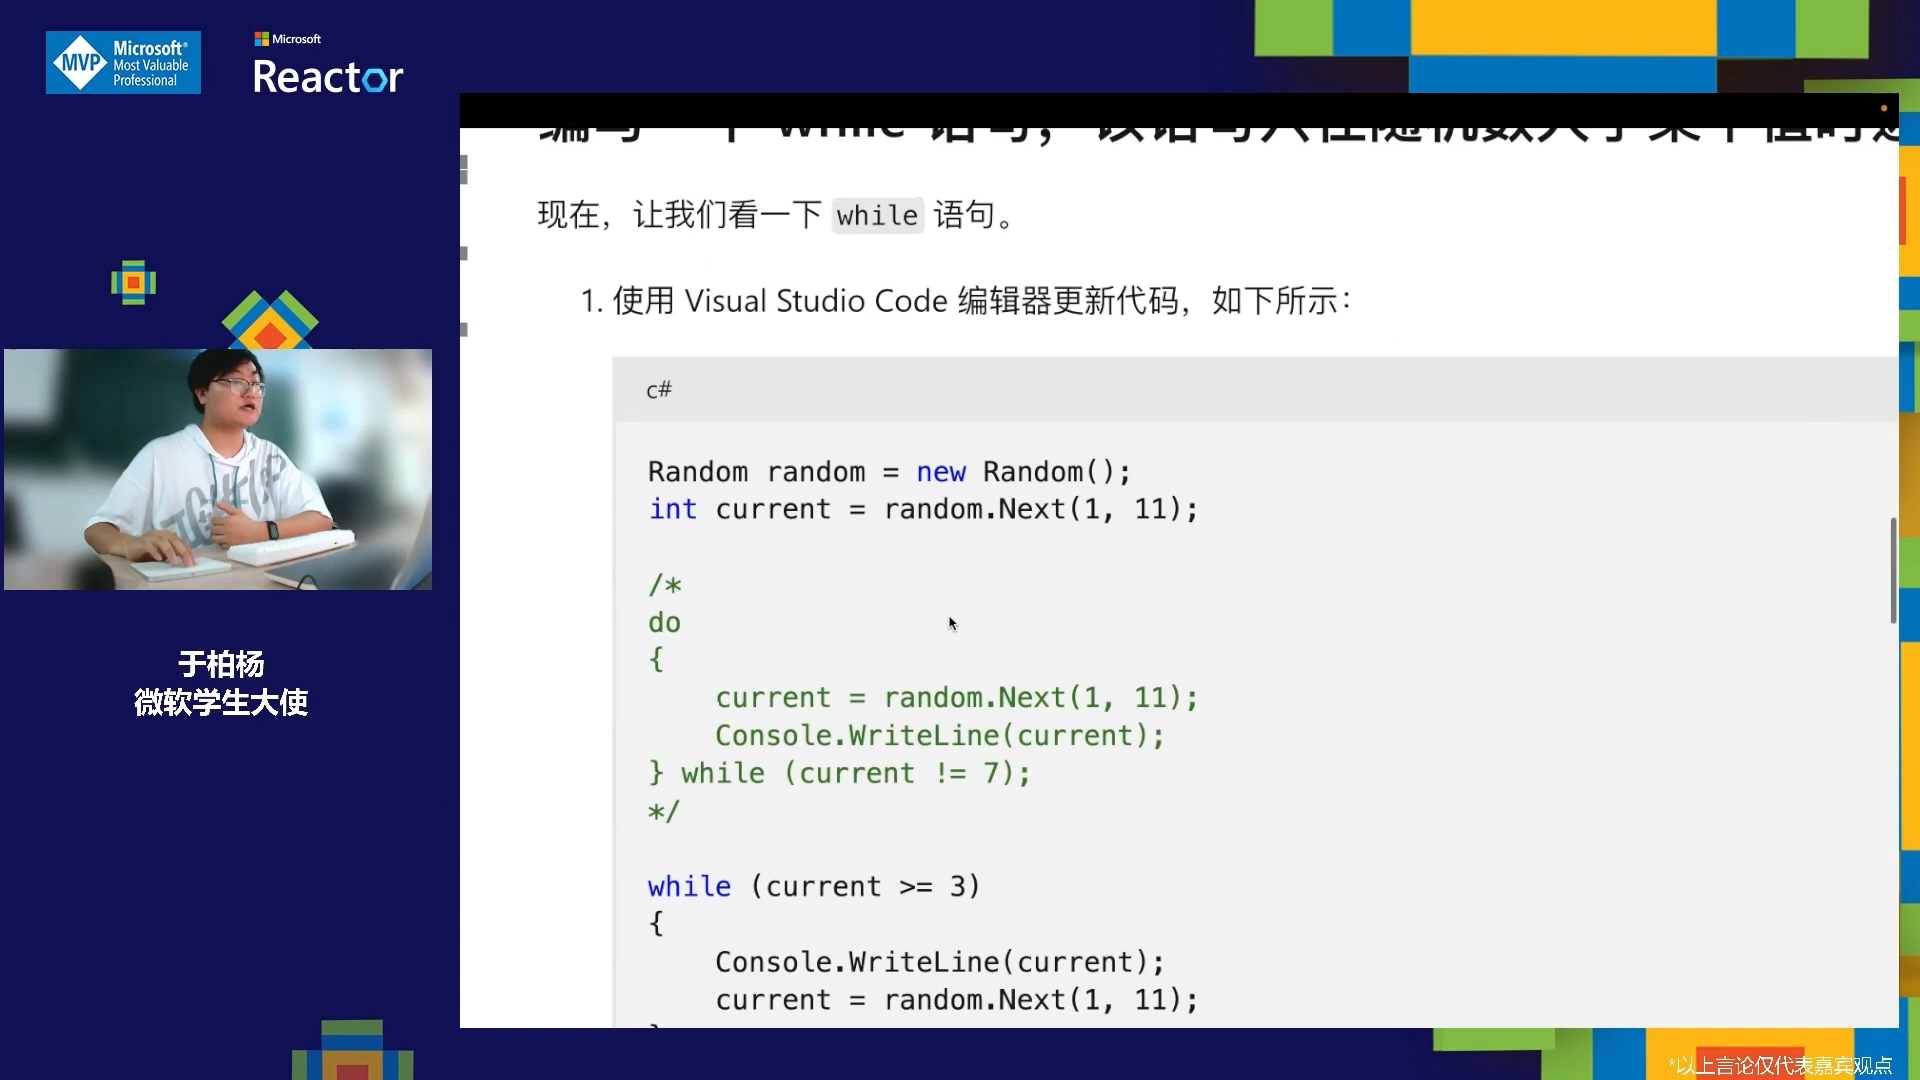 MVP
Microsoft®
Most Valuable
Professional
Microsoft
Reactor
现在，让我们看一下 while 语句。
1. 使用 Visual Studio Code 编辑器更新代码，如下所示：
c#
Random random = new Random();
int current = random.Next(1, 11);
/*
do
{
    current = random.Next(1, 11);
    Console.WriteLine(current);
} while (current != 7);
*/
while (current >= 3)
{
    Console.WriteLine(current);
    current = random.Next(1, 11);
于柏杨
微软学生大使
*以上言论仅代表嘉宾观点